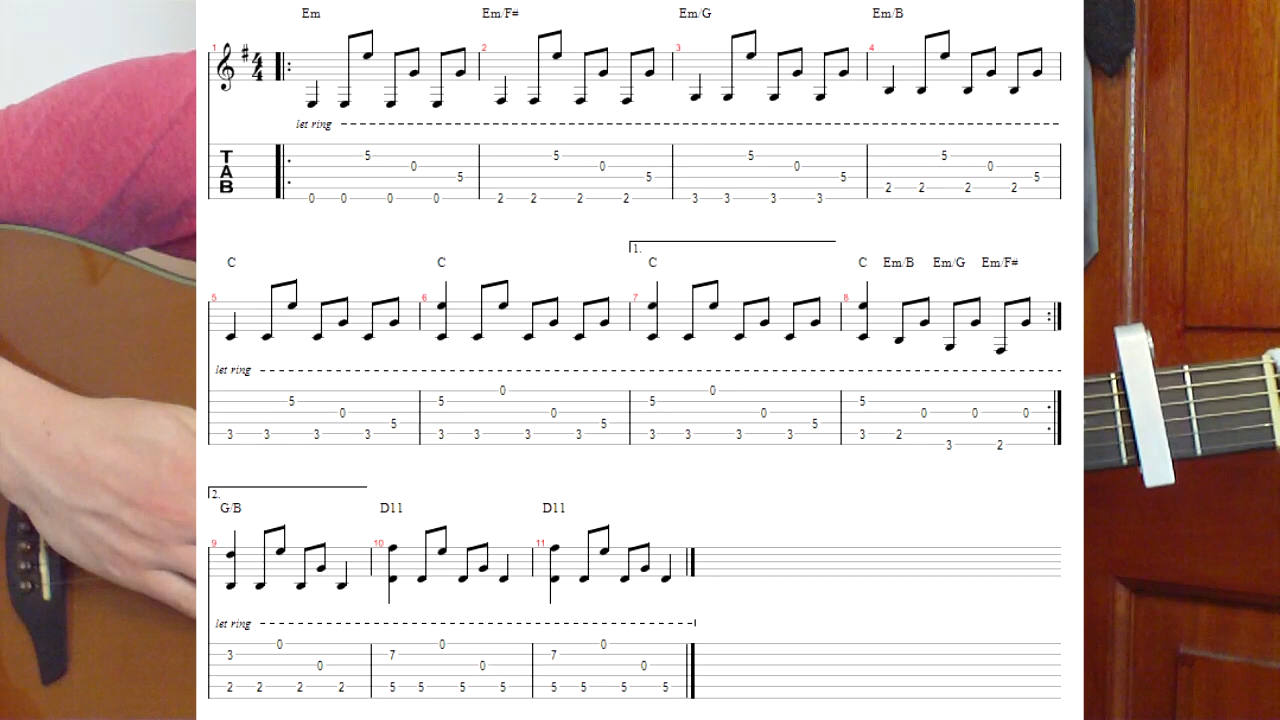 Em Em/F# Em/G Em/B
1 2 3 4
4
4
let ring
T 5 5 5 5
0 0 0 0
A 5 5 5 5
B 2 2 2 2
0 0 0 0 2 2 2 2 3 3 3 3
1.
C C C C Em/B Em/G Em/F#
5 6 7 8
let ring
0 0
5 5 5 5
0 0 0 0 0 0
5 5 5
3 3 3 3 3 3 3 3 3 3 3 3 3 2
3 2
2.
G/B D11 D11
9 10 11
let ring
0 0 0
3 7 7
0 0 0
2 2 2 2 5 5 5 5 5 5 5 5